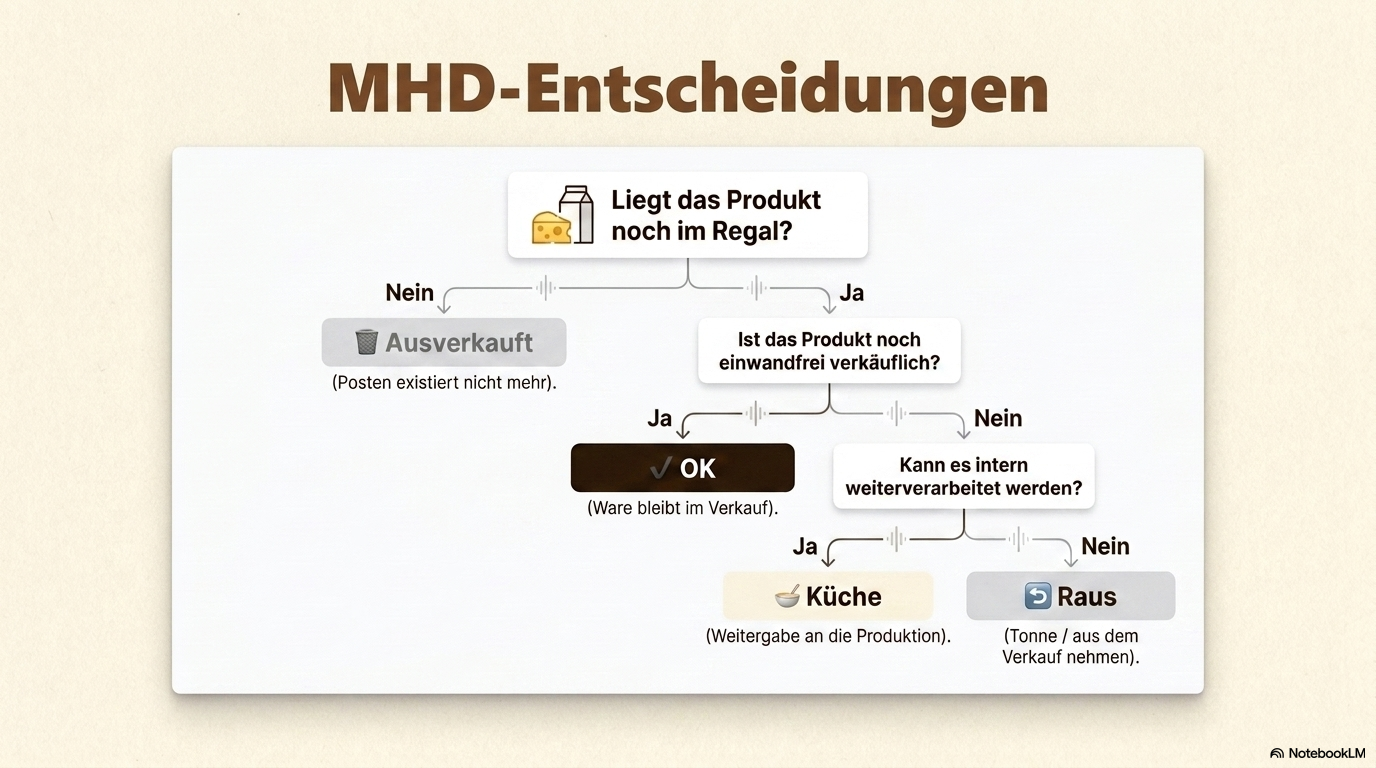 MHD-Entscheidungen
Liegt das Produkt
noch im Regal?
Nein
Ja
Ausverkauft
(Posten existiert nicht mehr).
Ist das Produkt noch
einwandfrei verkäuflich?
Ja
Nein
OK
(Ware bleibt im Verkauf).
Kann es intern
weiterverarbeitet werden?
Ja
Nein
Küche
(Weitergabe an die Produktion).
Raus
(Tonne / aus dem
Verkauf nehmen).
NotebookLM